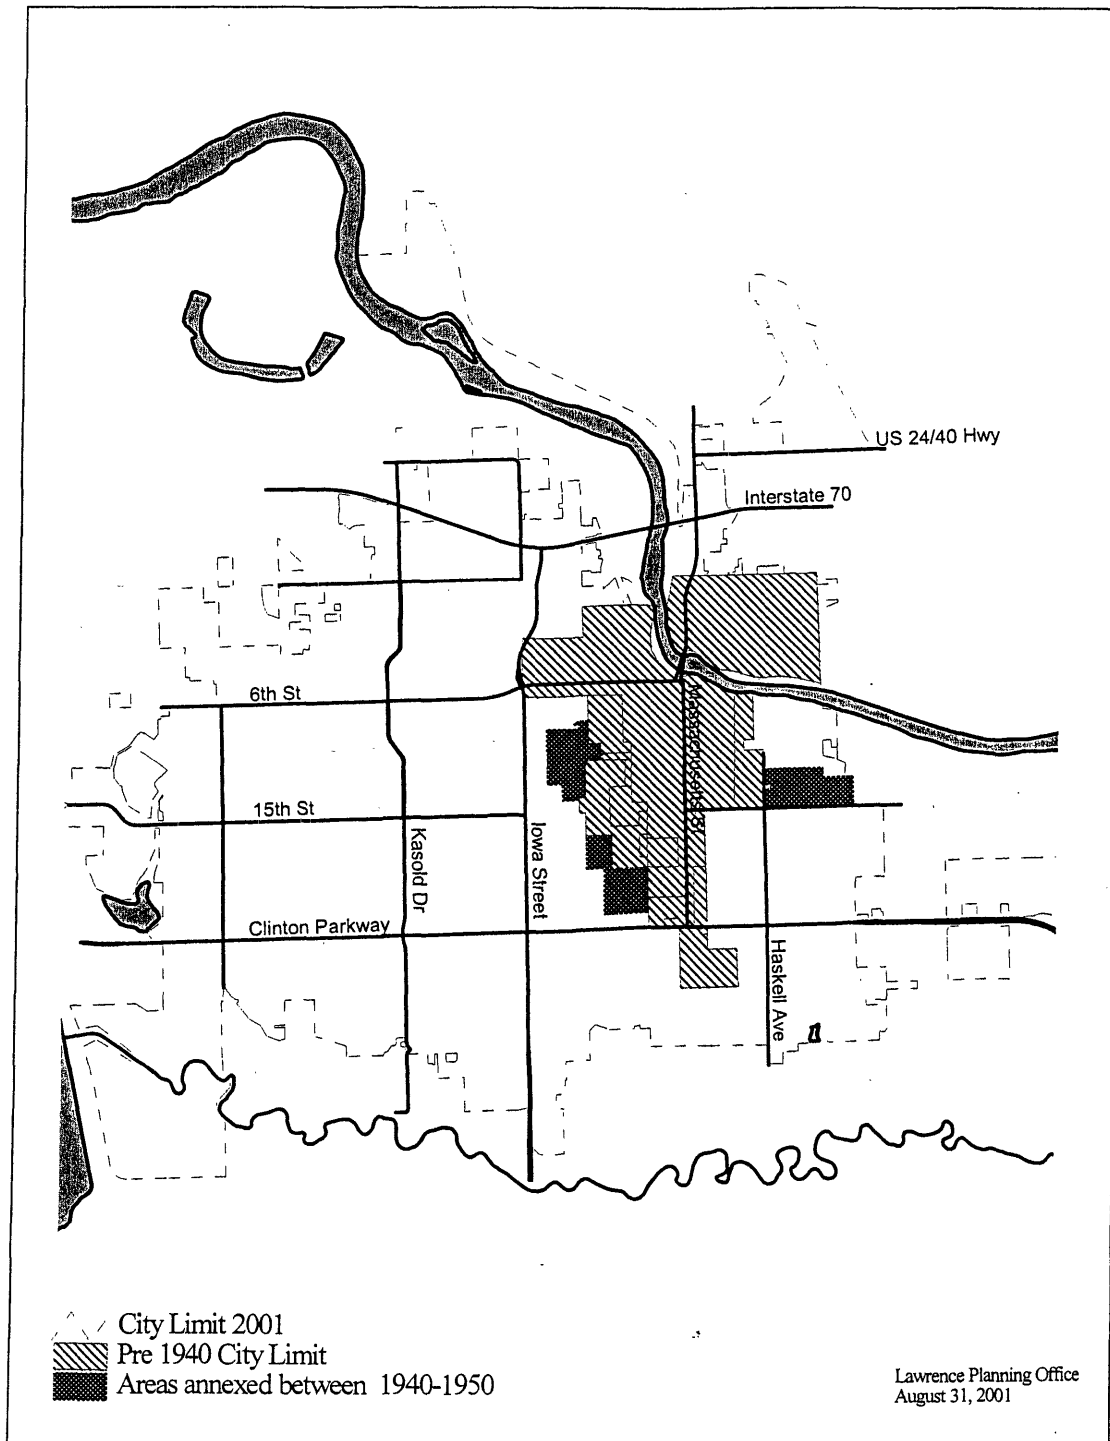 US 24/40 Hwy
Interstate 70
6th St
Massachusetts St
15th St
Kasold Dr
Iowa Street
Clinton Parkway
Haskell Ave
City Limit 2001
Pre 1940 City Limit
Areas annexed between 1940-1950
Lawrence Planning Office
August 31, 2001